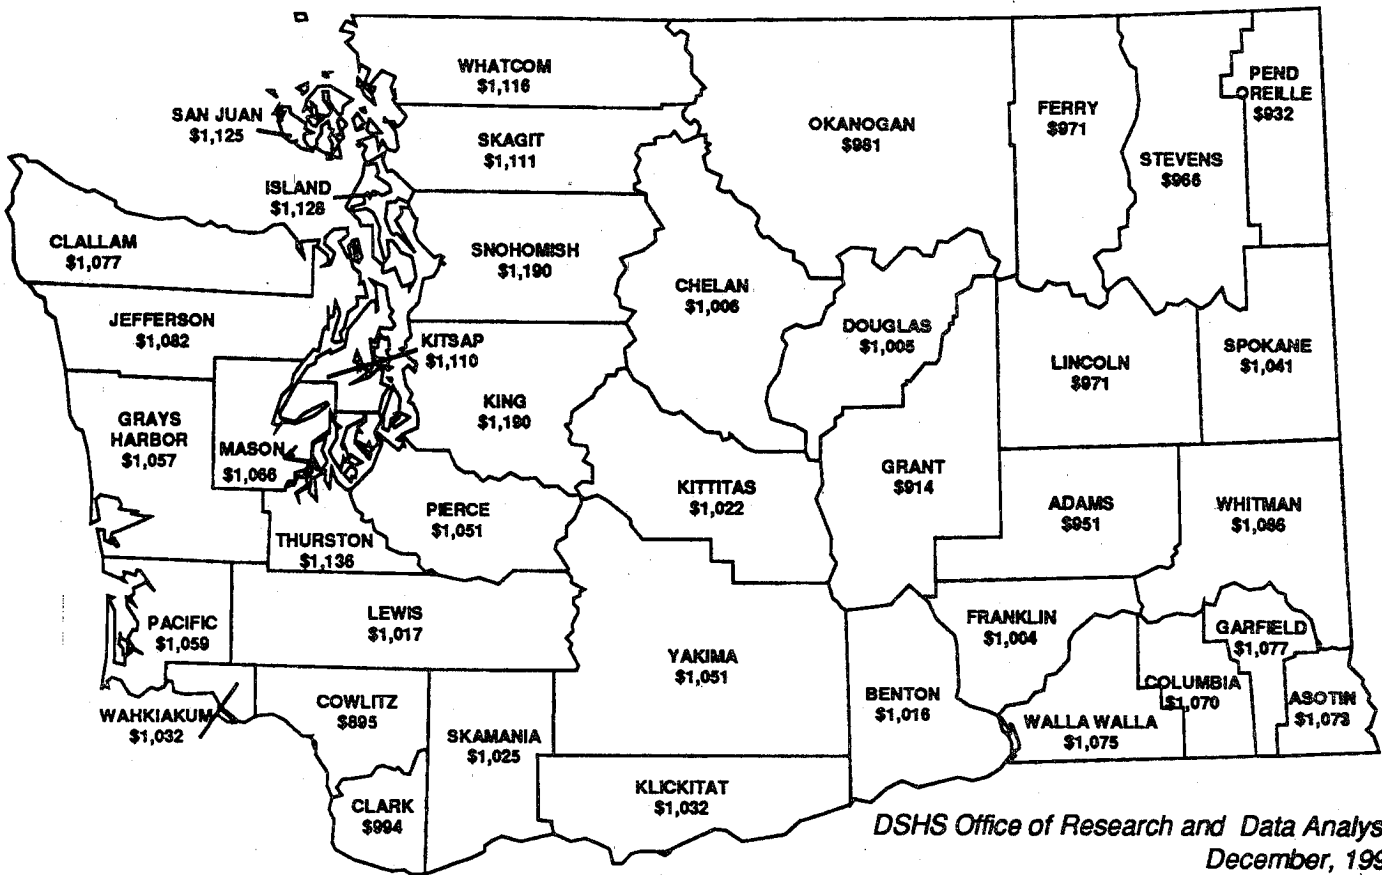 WHATCOM
$1,116
SAN JUAN
$1,125
SKAGIT
$1,111
ISLAND
$1,128
OKANOGAN
$981
FERRY
$971
PEND
OREILLE
$932
STEVENS
$966
CLALLAM
$1,077
SNOHOMISH
$1,190
CHELAN
$1,006
JEFFERSON
$1,082
KITSAP
$1,110
DOUGLAS
$1,005
LINCOLN
$971
SPOKANE
$1,041
GRAYS
HARBOR
$1,057
MASON
$1,066
KING
$1,190
PIERCE
$1,051
KITTITAS
$1,022
GRANT
$914
ADAMS
$951
WHITMAN
$1,086
THURSTON
$1,136
PACIFIC
$1,059
LEWIS
$1,017
YAKIMA
$1,051
FRANKLIN
$1,004
GARFIELD
$1,077
WAHKIAKUM
$1,032
COWLITZ
$895
SKAMANIA
$1,025
BENTON
$1,016
WALLA WALLA
$1,075
COLUMBIA
$1,070
ASOTIN
$1,073
CLARK
$994
KLICKITAT
$1,032
DSHS Office of Research and Data Analys
December, 199